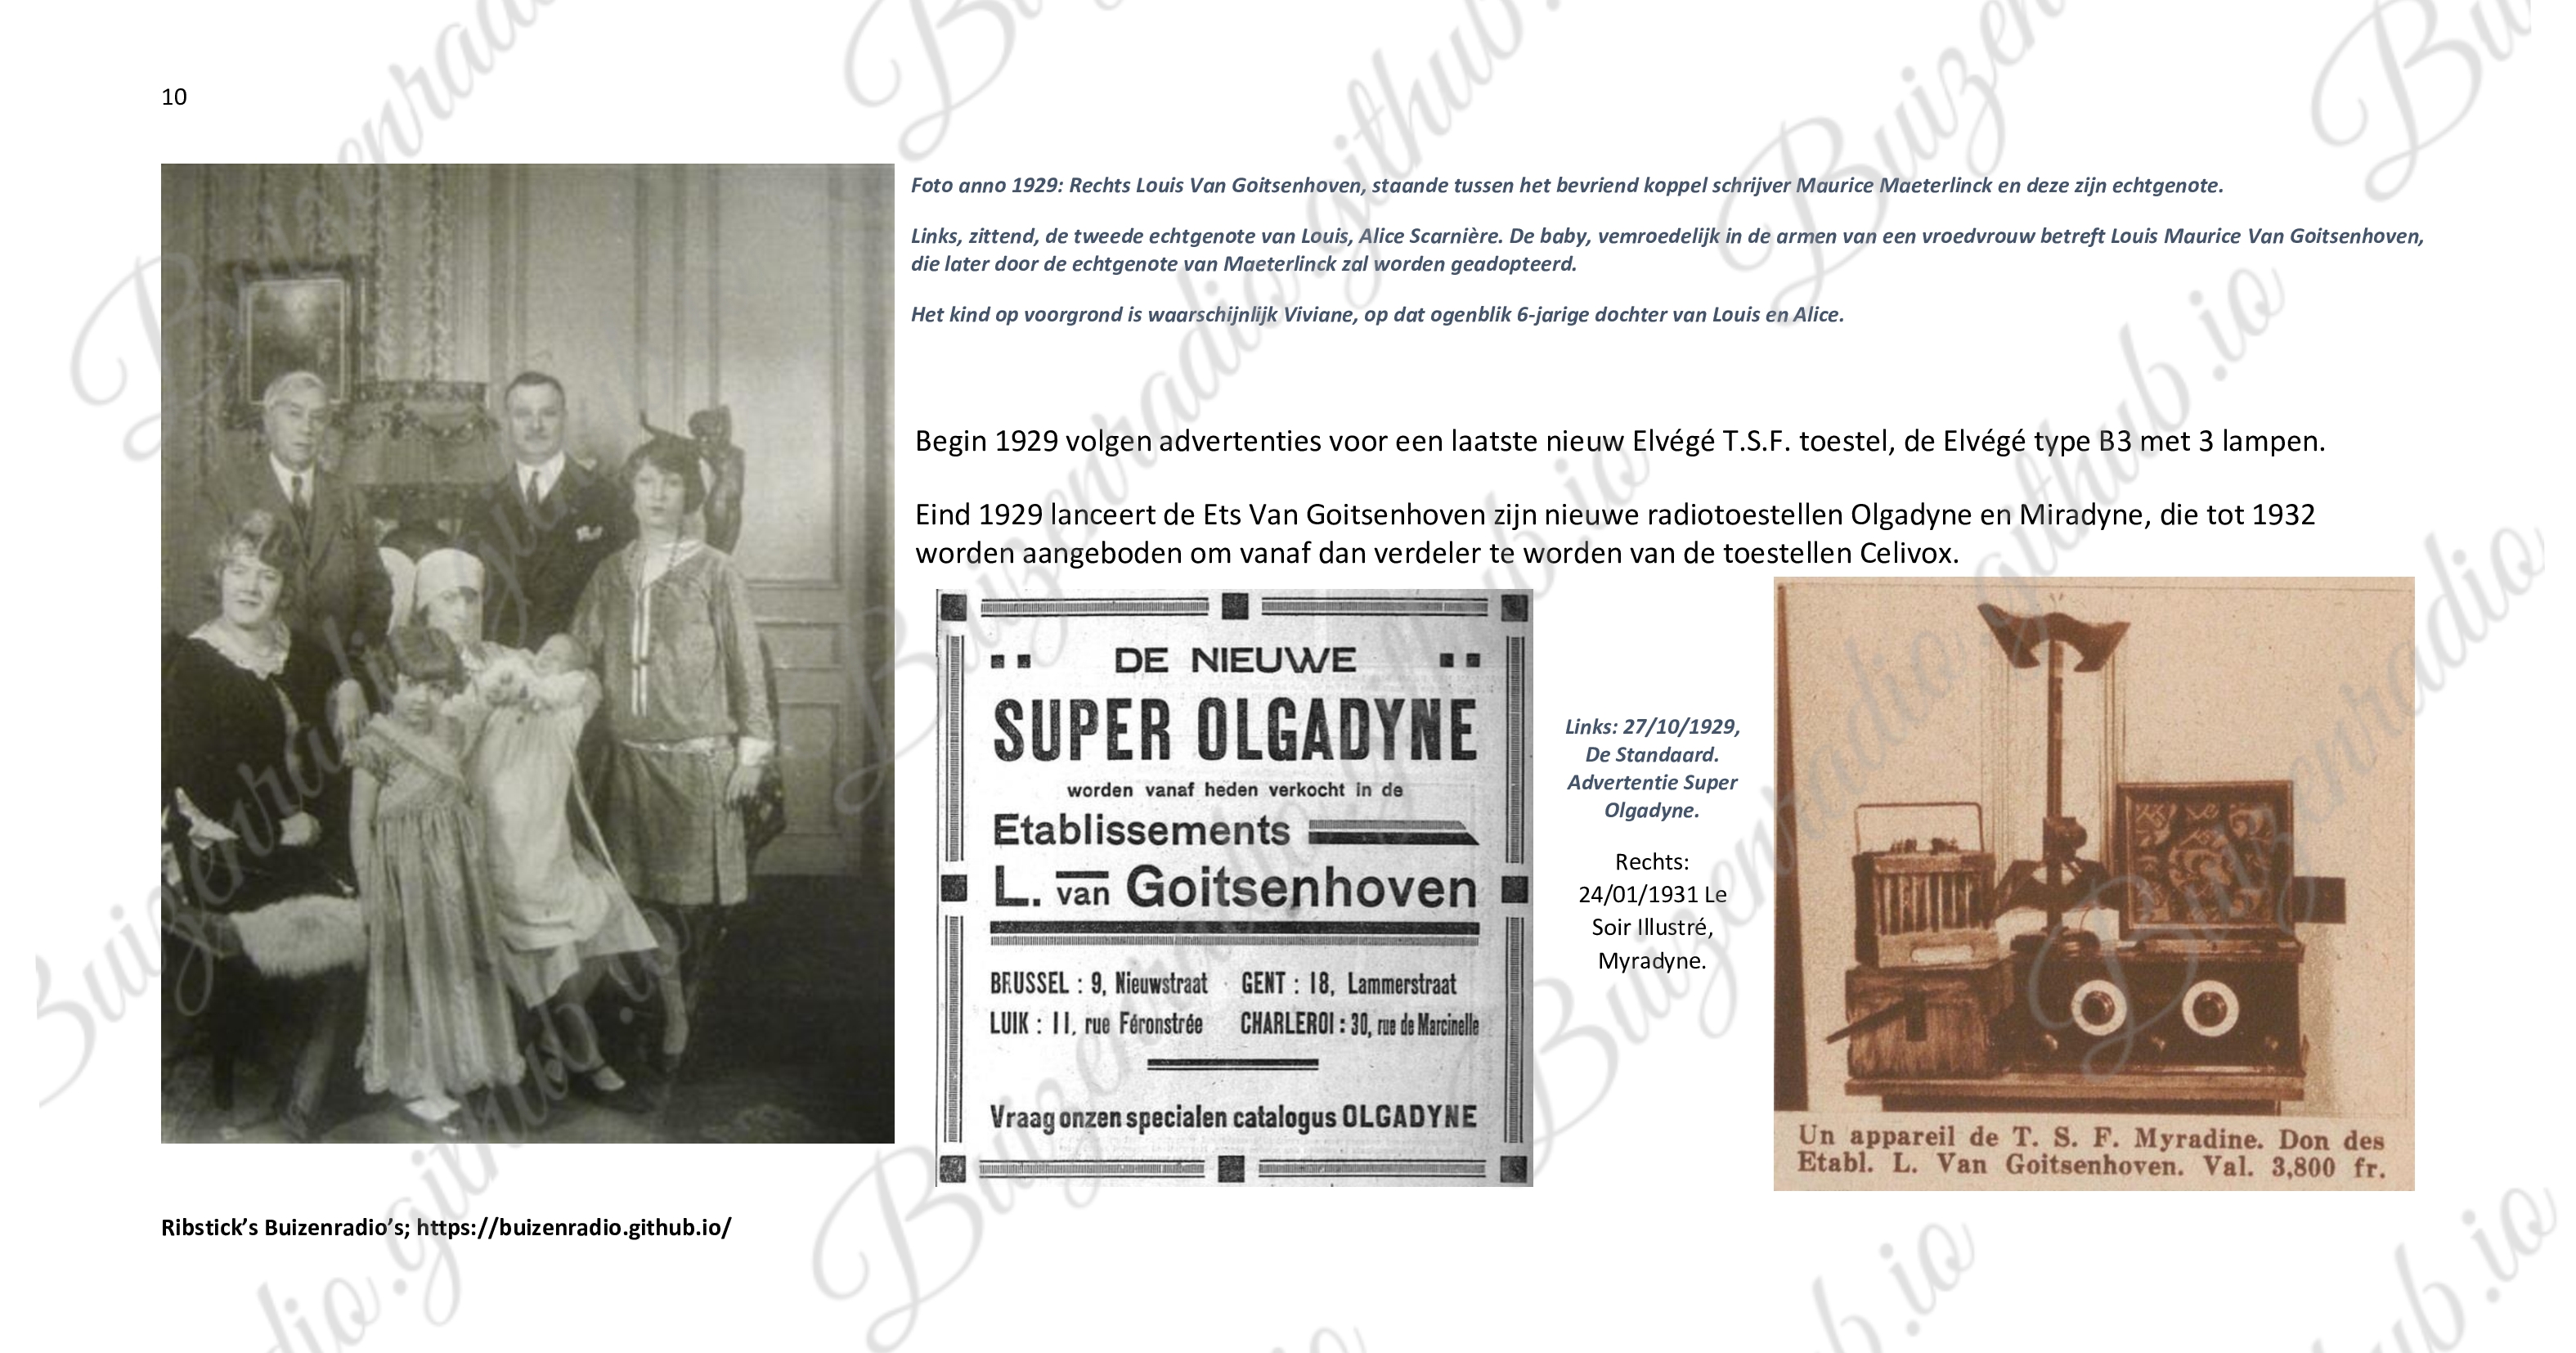 10
Foto anno 1929: Rechts Louis Van Goitsenhoven, staande tussen het bevriend koppel schrijver Maurice Maeterlinck en deze zijn echtgenote.
Links, zittend, de tweede echtgenote van Louis, Alice Scarnière. De baby, vemroedelijk in de armen van een vroedvrouw betreft Louis Maurice Van Goitsenhoven,
die later door de echtgenote van Maeterlinck zal worden geadopteerd.
Het kind op voorgrond is waarschijnlijk Viviane, op dat ogenblik 6-jarige dochter van Louis en Alice.
Begin 1929 volgen advertenties voor een laatste nieuw Elvégé T.S.F. toestel, de Elvégé type B3 met 3 lampen.
Eind 1929 lanceert de Ets Van Goitsenhoven zijn nieuwe radiotoestellen Olgadyne en Miradyne, die tot 1932
worden aangeboden om vanaf dan verdeler te worden van de toestellen Celivox.
DE NIEUWE
SUPER OLGADYNE
worden vanaf heden verkocht in de
Etablissements
L. van Goitsenhoven
BRUSSEL : 9, Nieuwstraat GENT : 18, Lammerstraat
LUIK : 11, rue Féronstrée CHARLEROI : 30, rue de Marcinelle
Vraag onzen specialen catalogus OLGADYNE
Links: 27/10/1929,
De Standaard.
Advertentie Super
Olgadyne.
Rechts:
24/01/1931 Le
Soir Illustré,
Myradyne.
Un appareil de T. S. F. Myradine. Don des
Etabl. L. Van Goitsenhoven. Val. 3,800 fr.
Ribstick's Buizenradio's; https://buizenradio.github.io/
Buizenradio.github.io